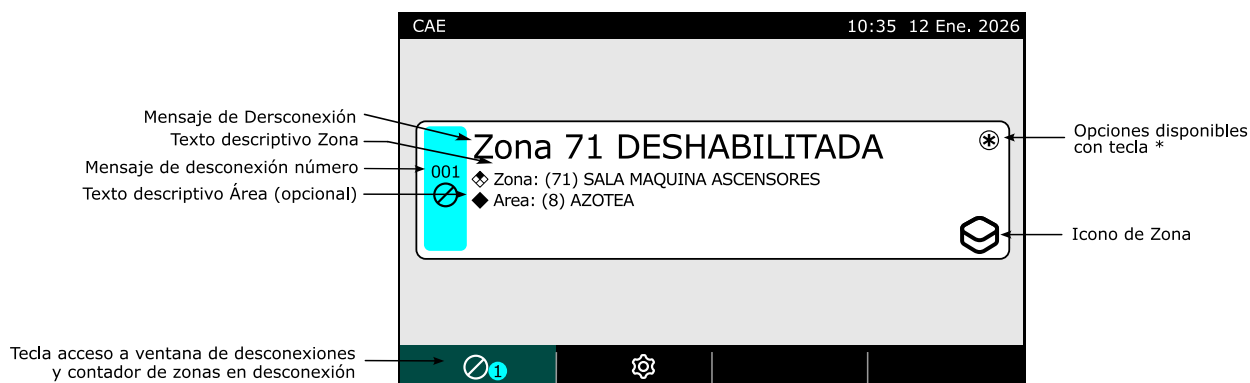 CAE
10:35 12 Ene. 2026
Mensaje de Dersconexión
Texto descriptivo Zona
Mensaje de desconexión número
Texto descriptivo Área (opcional)
Zona 71 DESHABILITADA
001
Zona: (71) SALA MAQUINA ASCENSORES
Area: (8) AZOTEA
Opciones disponibles
con tecla *
Icono de Zona
Tecla acceso a ventana de desconexiones
y contador de zonas en desconexión
1